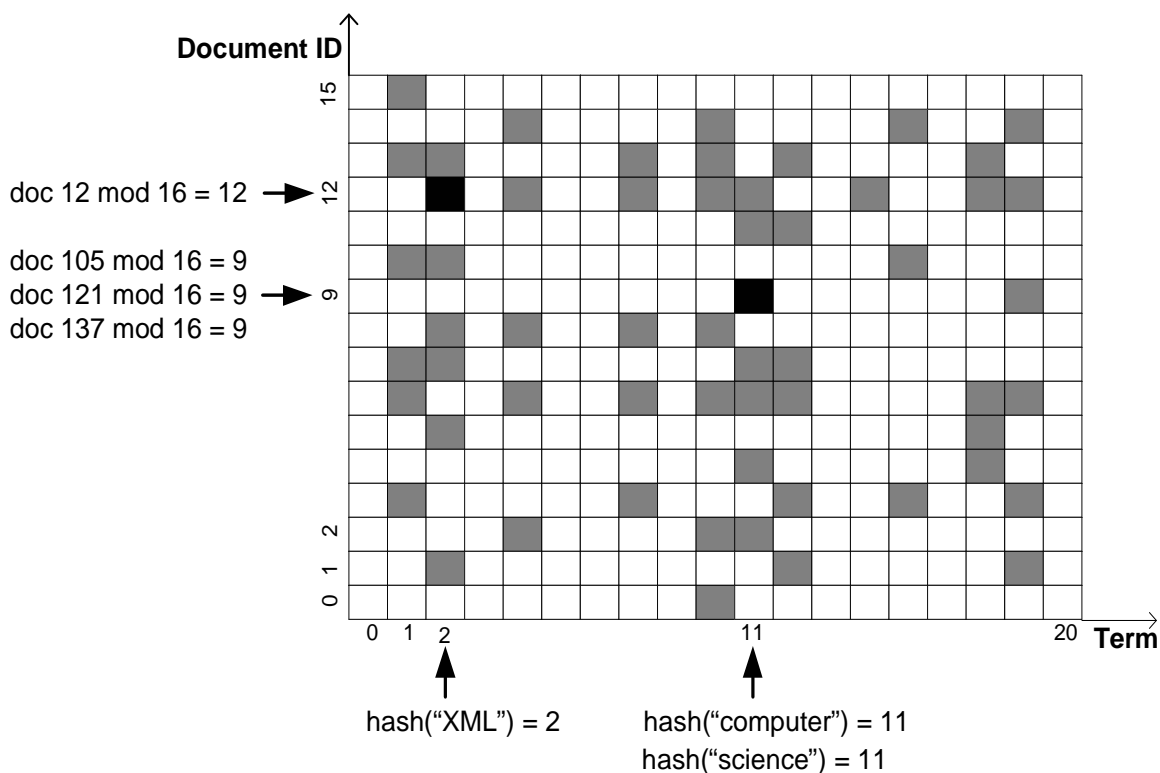 Document ID
15
12
9
2
1
0
doc 12 mod 16 = 12
doc 105 mod 16 = 9
doc 121 mod 16 = 9
doc 137 mod 16 = 9
0 1 2 11 20 Term
hash(“XML”) = 2
hash(“computer”) = 11
hash(“science”) = 11